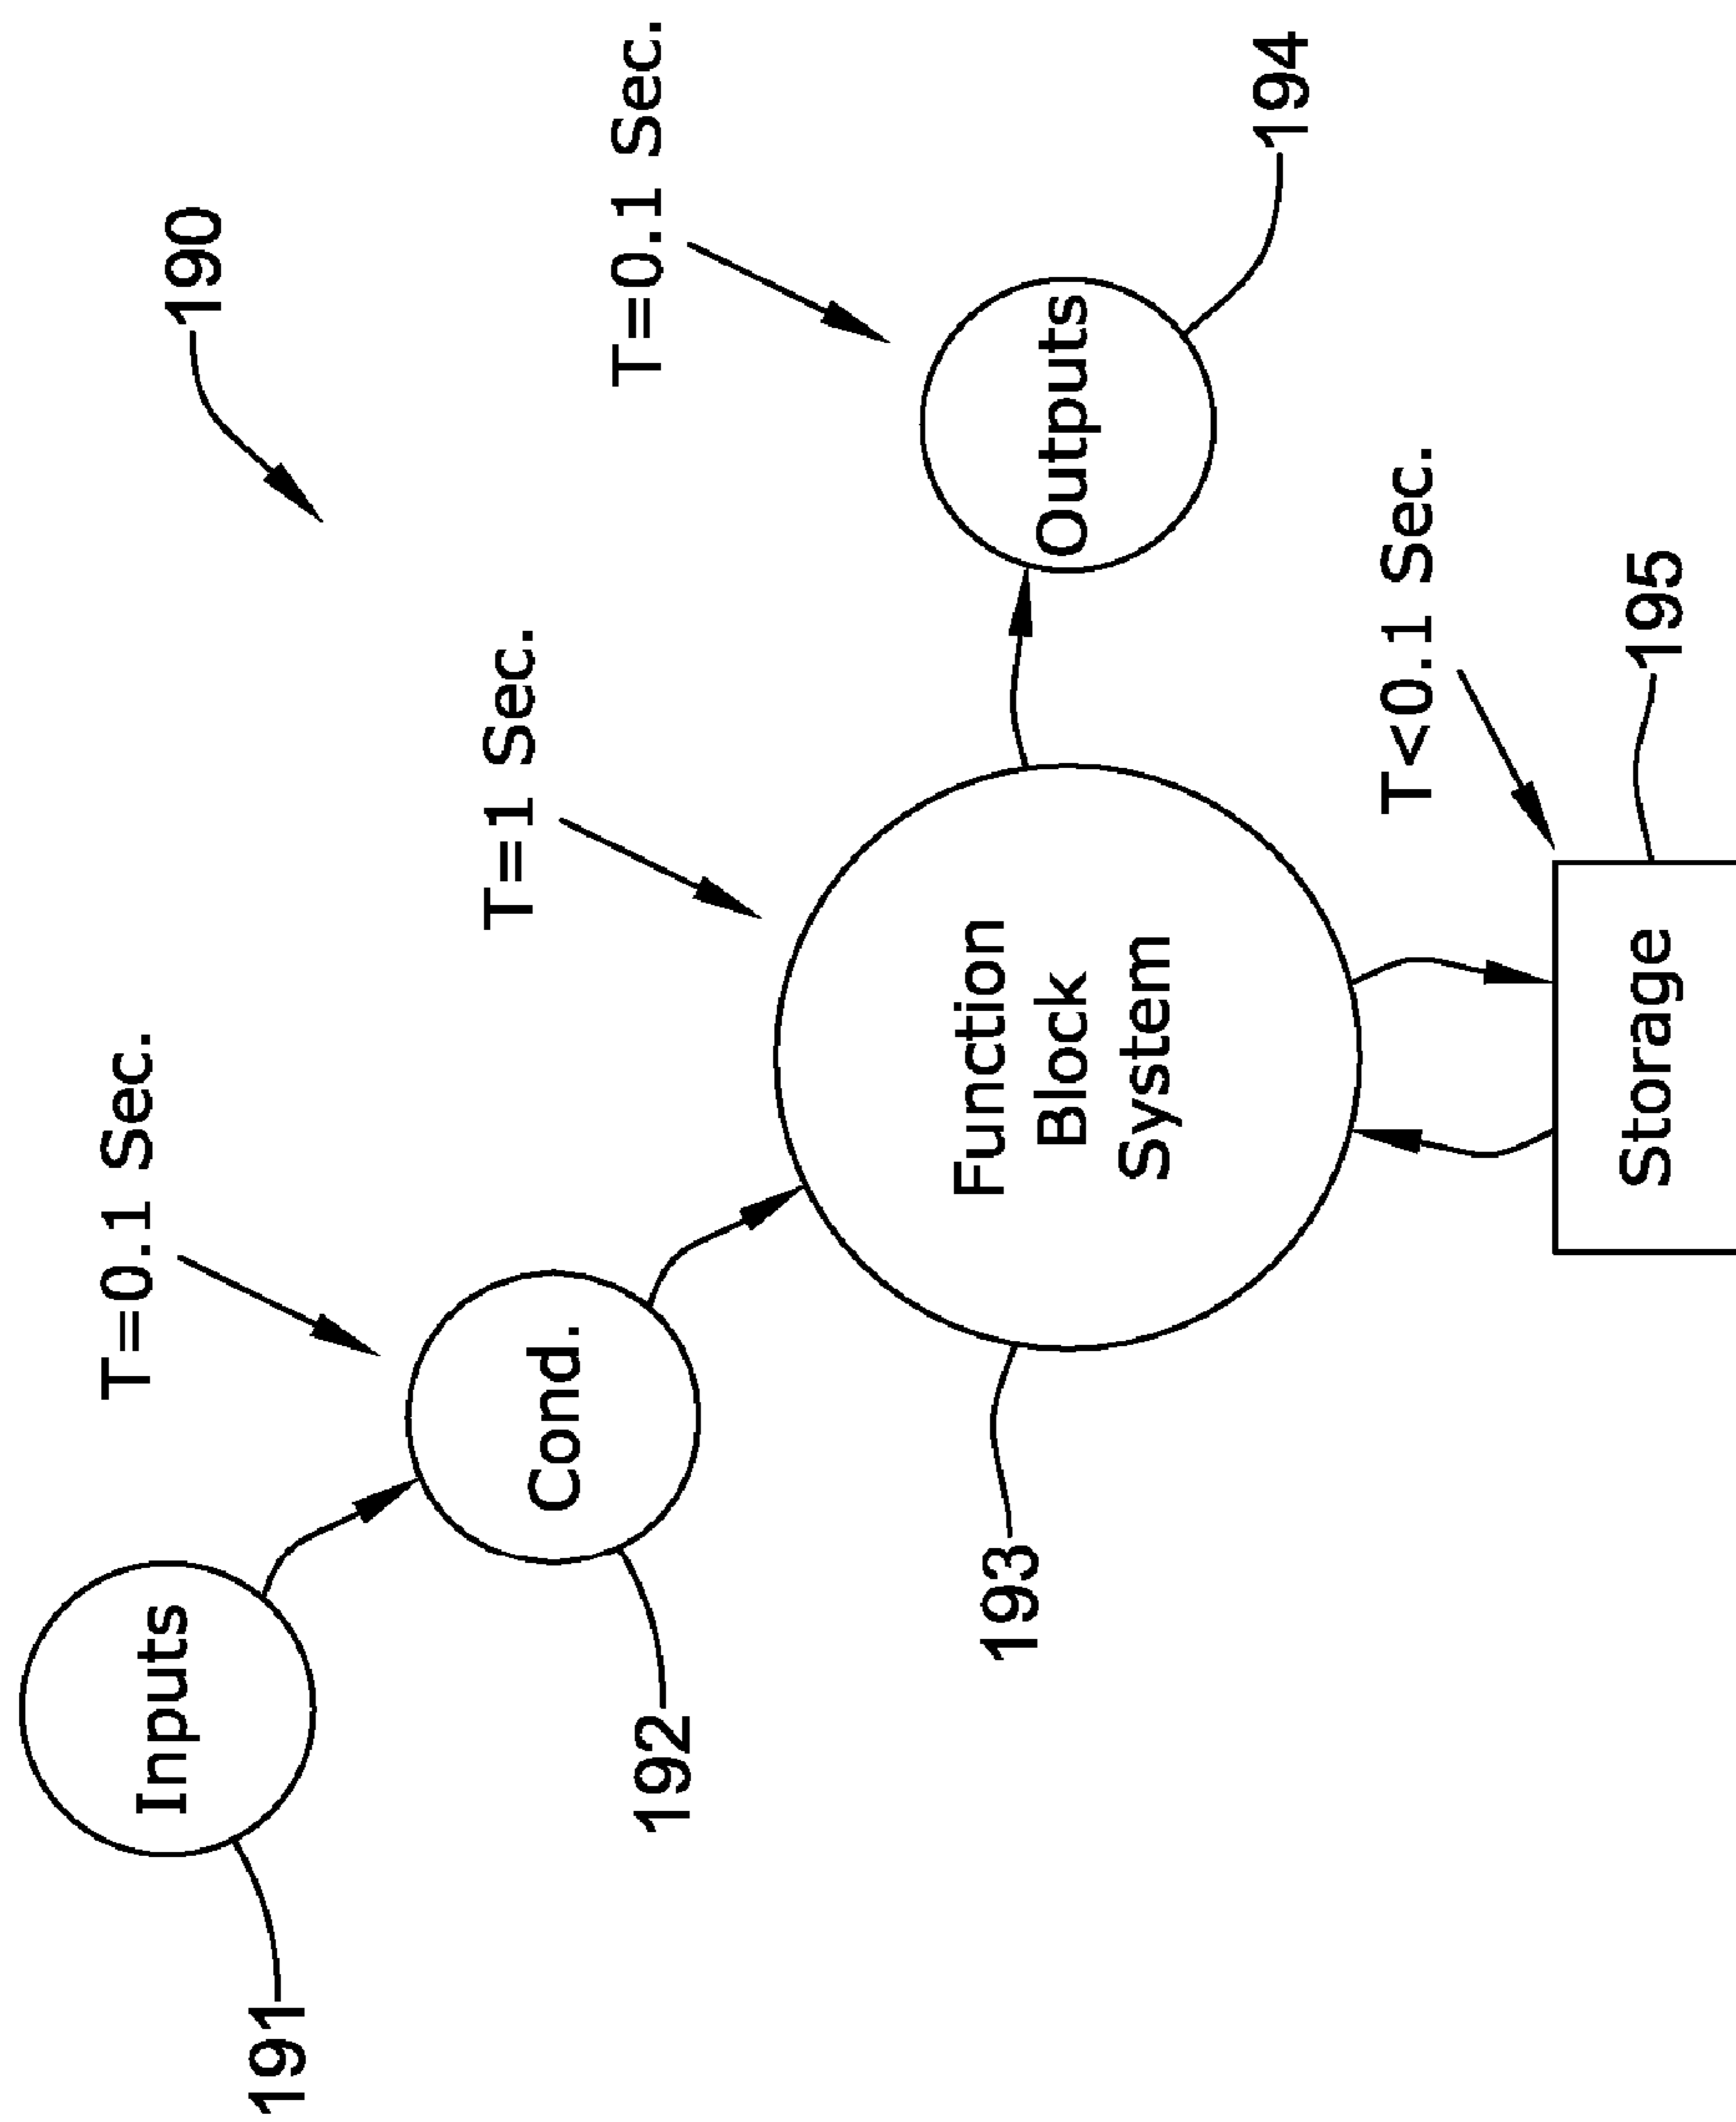 190
T=0.1 Sec.
Inputs
191
T=1 Sec.
Cond.
192
T=0.1 Sec.
Function
Block
System
193
Outputs
194
T<0.1 Sec.
Storage
195